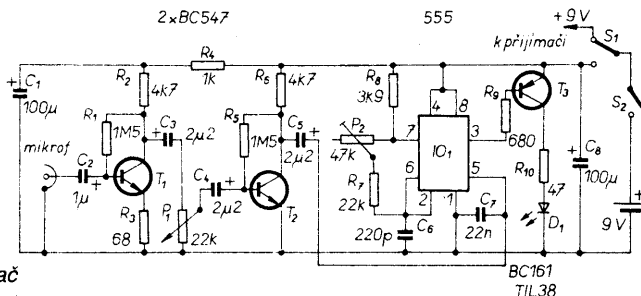 2xBC547
555
+9V
S1
k přijímači
R4
1k
R2
4k7
R6
4k7
R8
3k9
C1
100µ
R1
1M5
C3
2µ2
R5
1M5
C5
2µ2
P2
47k
7
4
8
3
IO1
R9
680
T3
S2
mikrof
C2
1µ
T1
C4
2µ2
T2
R7
22k
6
5
2
1
R10
47
C8
100µ
R3
68
P1
22k
220p
C6
C7
22n
D1
9V
ač
BC161
TIL38